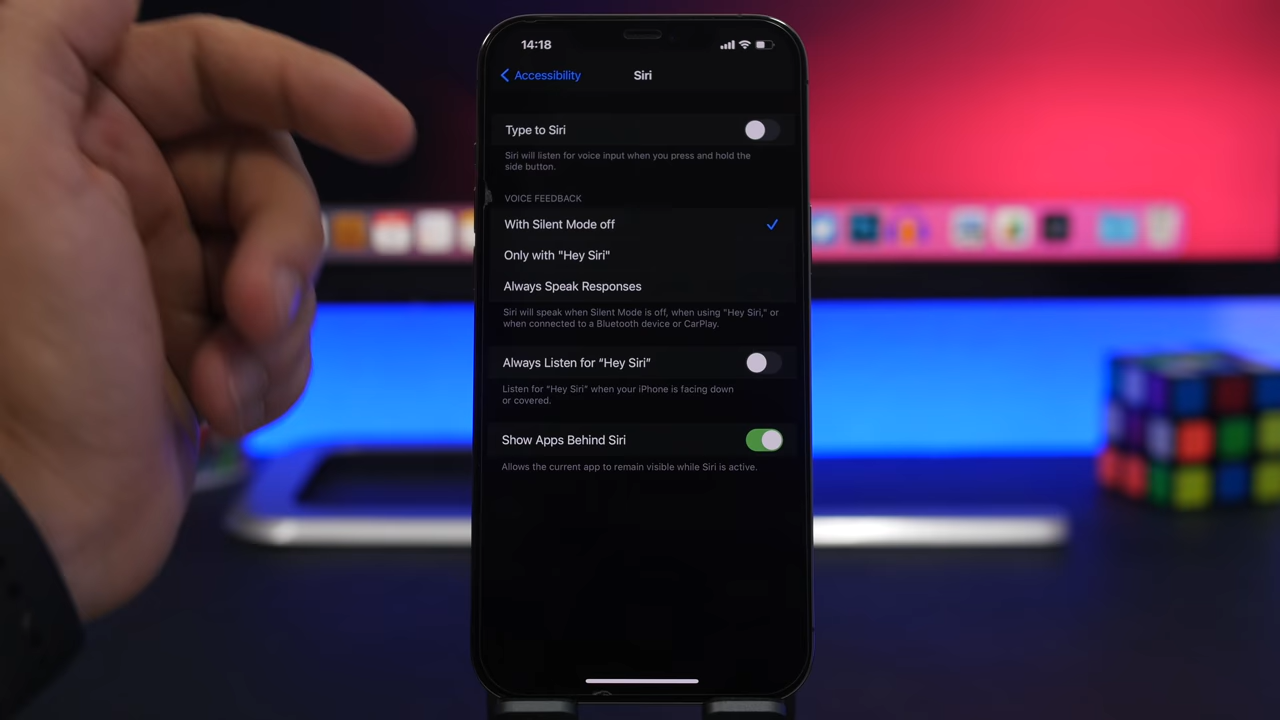 14:18
Accessibility
Siri
Type to Siri
Siri will listen for voice input when you press and hold the
side button.
VOICE FEEDBACK
With Silent Mode off
Only with "Hey Siri"
Always Speak Responses
Siri will speak when Silent Mode is off, when using "Hey Siri," or
when connected to a Bluetooth device or CarPlay.
Always Listen for “Hey Siri”
Listen for "Hey Siri" when your iPhone is facing down
or covered.
Show Apps Behind Siri
Allows the current app to remain visible while Siri is active.